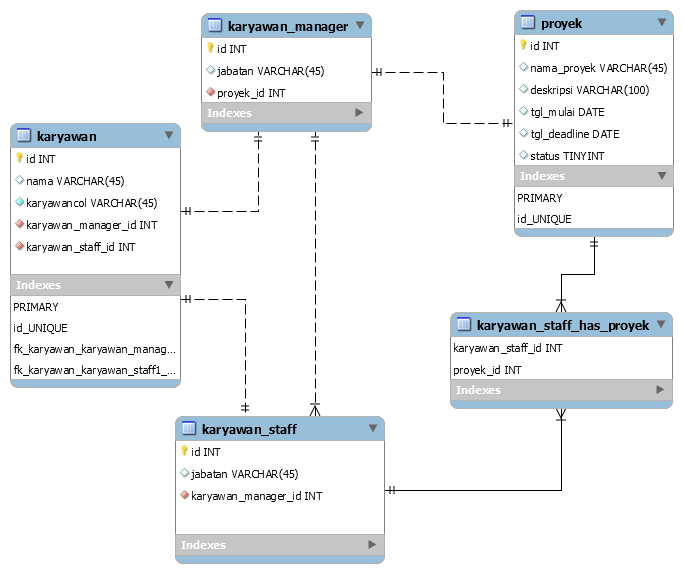 karyawan_manager
id INT
jabatan VARCHAR(45)
proyek_id INT
Indexes
proyek
id INT
nama_proyek VARCHAR(45)
deskripsi VARCHAR(100)
tgl_mulai DATE
tgl_deadline DATE
status TINYINT
Indexes
PRIMARY
id_UNIQUE
karyawan
id INT
nama VARCHAR(45)
karyawancol VARCHAR(45)
karyawan_manager_id INT
karyawan_staff_id INT
Indexes
PRIMARY
id_UNIQUE
fk_karyawan_karyawan_manag...
fk_karyawan_karyawan_staff1_...
karyawan_staff_has_proyek
karyawan_staff_id INT
proyek_id INT
Indexes
karyawan_staff
id INT
jabatan VARCHAR(45)
karyawan_manager_id INT
Indexes